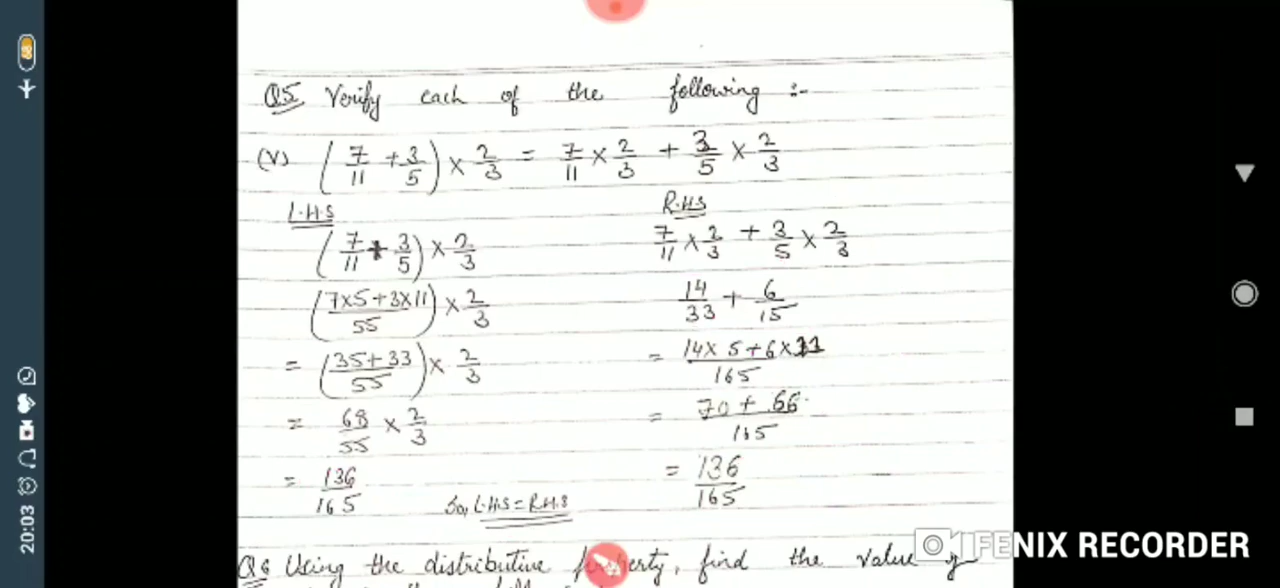 Q5 Verify each of the following :-
(V) (7/11 + 3/5) × 2/3 = 7/11 × 2/3 + 3/5 × 2/3
L.H.S
R.H.S
(7/11 + 3/5) × 2/3
7/11 × 2/3 + 3/5 × 2/3
((7×5+3×11)/55) × 2/3
14/33 + 6/15
= ((35+33)/55) × 2/3
= (14×5+6×11)/165
= 68/55 × 2/3
= (70+66)/165
= 136/165
= 136/165
So, L.H.S = R.H.S
Q6 Using the distributive property, find the value of
FENIX RECORDER
20:03